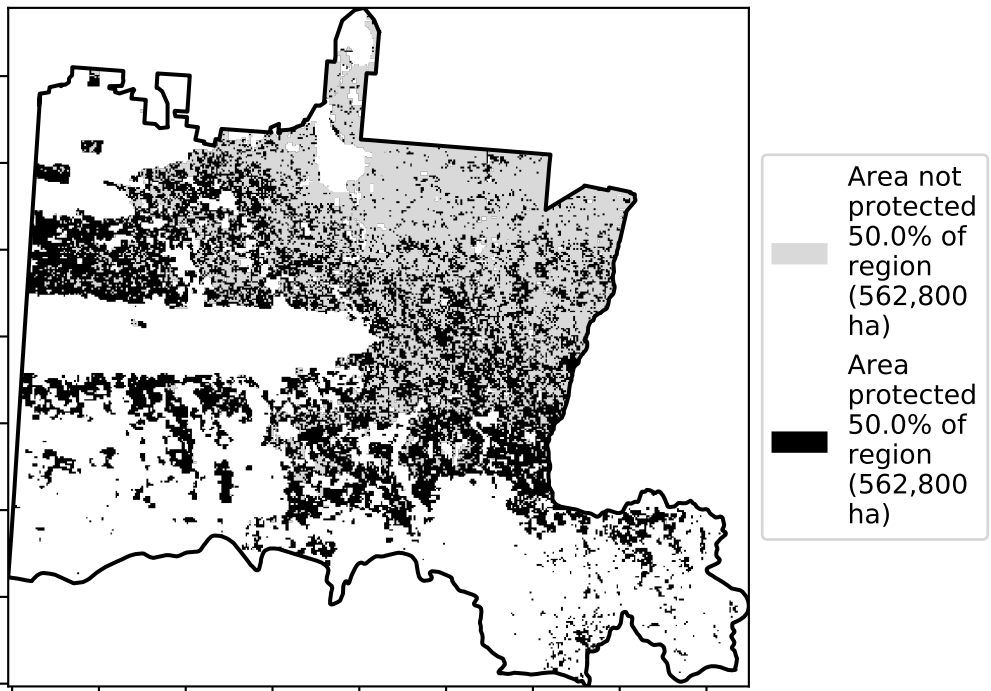 Area not
protected
50.0% of
region
(562,800
ha)
Area
protected
50.0% of
region
(562,800
ha)